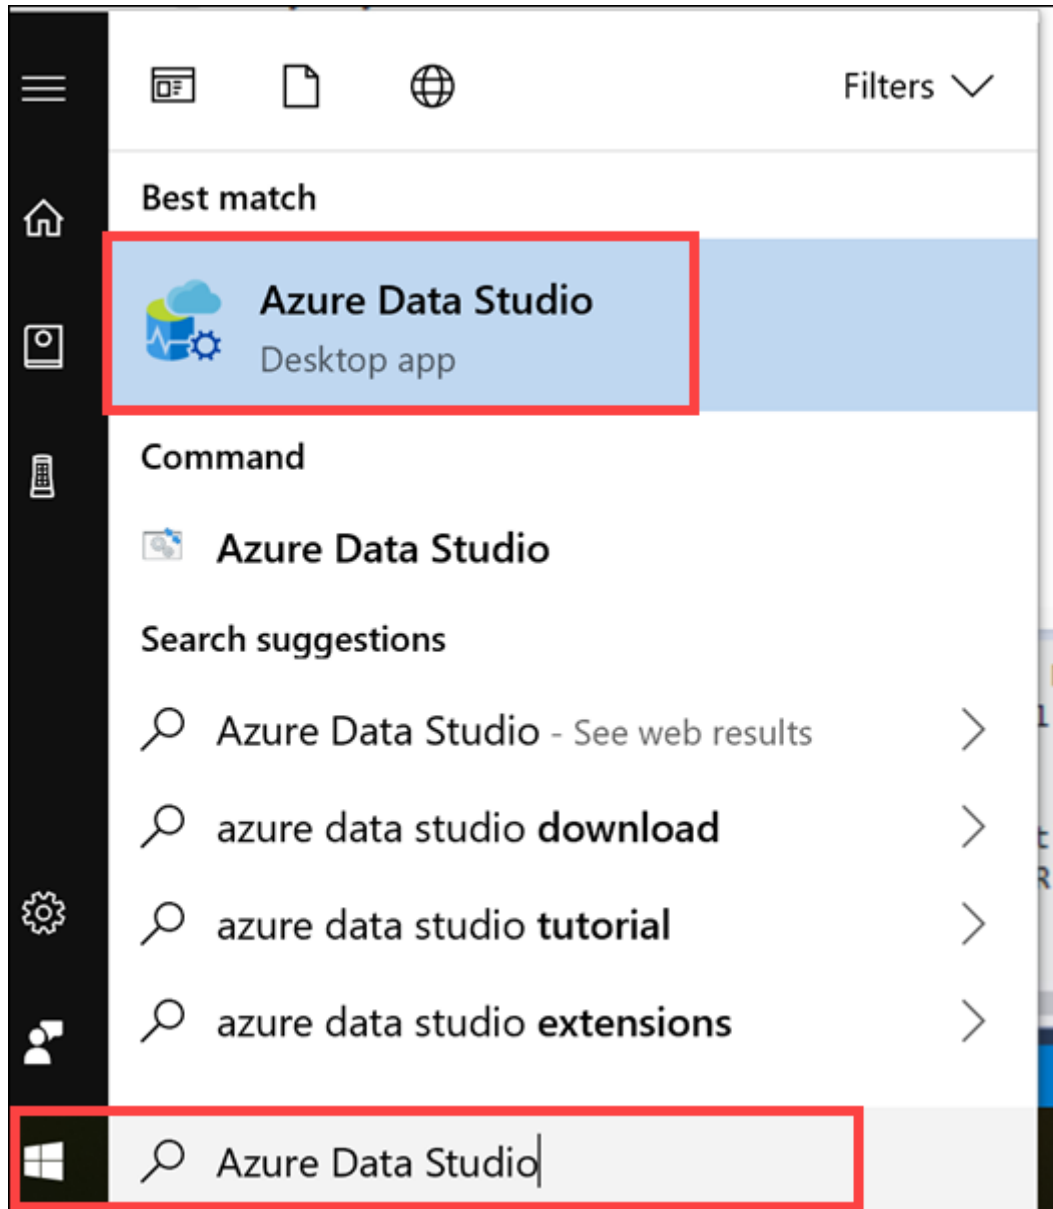 Filters
Best match
Azure Data Studio
Desktop app
Command
Azure Data Studio
Search suggestions
Azure Data Studio - See web results
azure data studio download
azure data studio tutorial
azure data studio extensions
Azure Data Studio